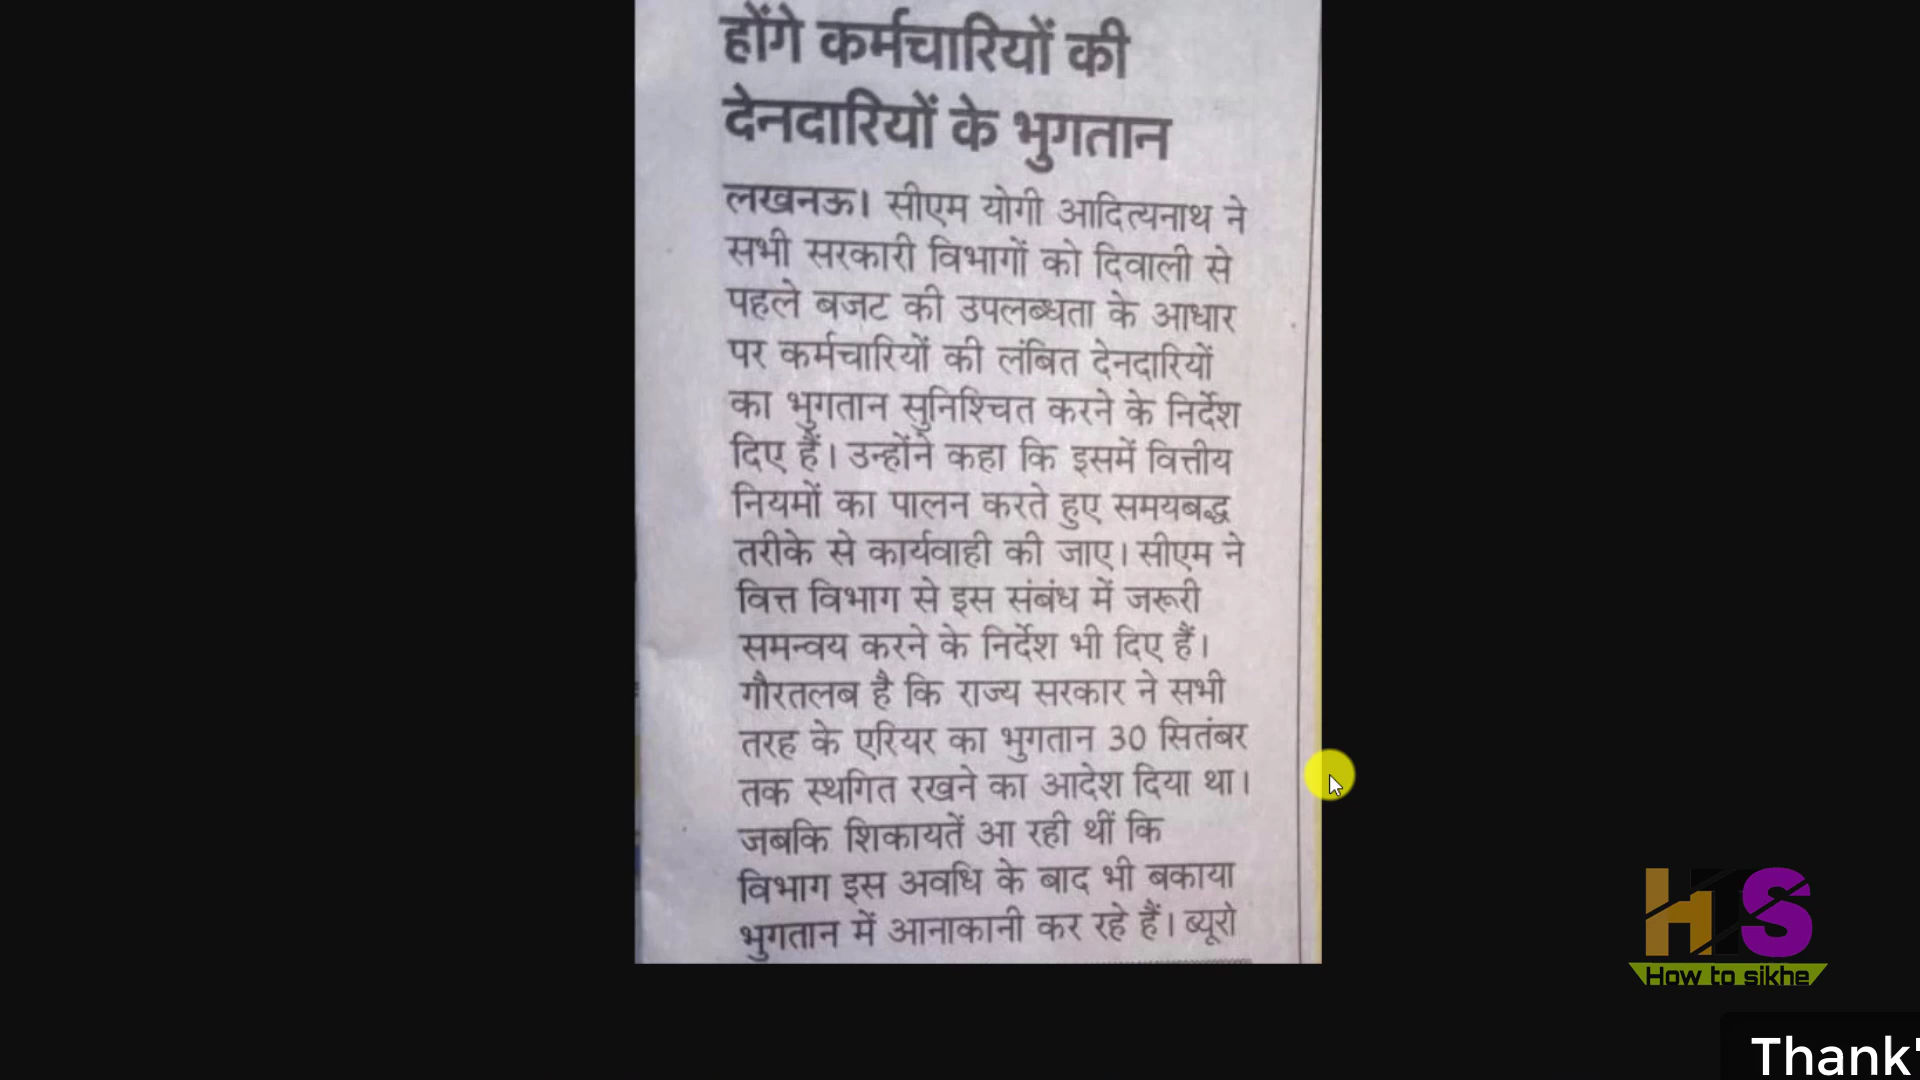 होंगे कर्मचारियों की
देनदारियों के भुगतान
लखनऊ। सीएम योगी आदित्यनाथ ने
सभी सरकारी विभागों को दिवाली से
पहले बजट की उपलब्धता के आधार
पर कर्मचारियों की लंबित देनदारियों
का भुगतान सुनिश्चित करने के निर्देश
दिए हैं। उन्होंने कहा कि इसमें वित्तीय
नियमों का पालन करते हुए समयबद्ध
तरीके से कार्यवाही की जाए। सीएम ने
वित्त विभाग से इस संबंध में जरूरी
समन्वय करने के निर्देश भी दिए हैं।
गौरतलब है कि राज्य सरकार ने सभी
तरह के एरियर का भुगतान 30 सितंबर
तक स्थगित रखने का आदेश दिया था।
जबकि शिकायतें आ रही थीं कि
विभाग इस अवधि के बाद भी बकाया
भुगतान में आनाकानी कर रहे हैं। ब्यूरो
HTS
How to sikhe
Thank